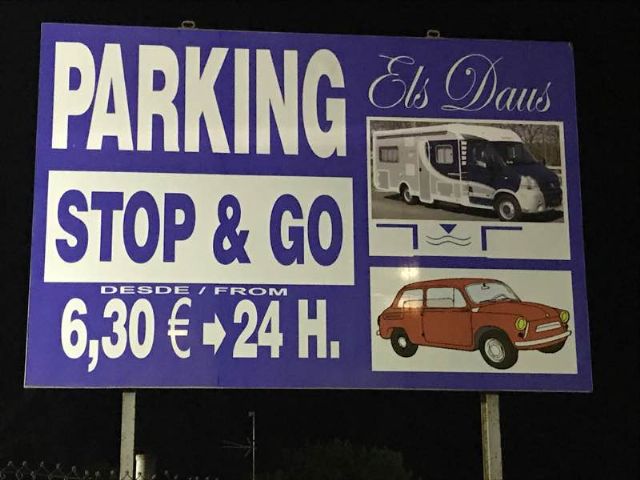 PARKING
Els Daus
STOP & GO
DESDE / FROM
6,30 € ➔ 24 H.